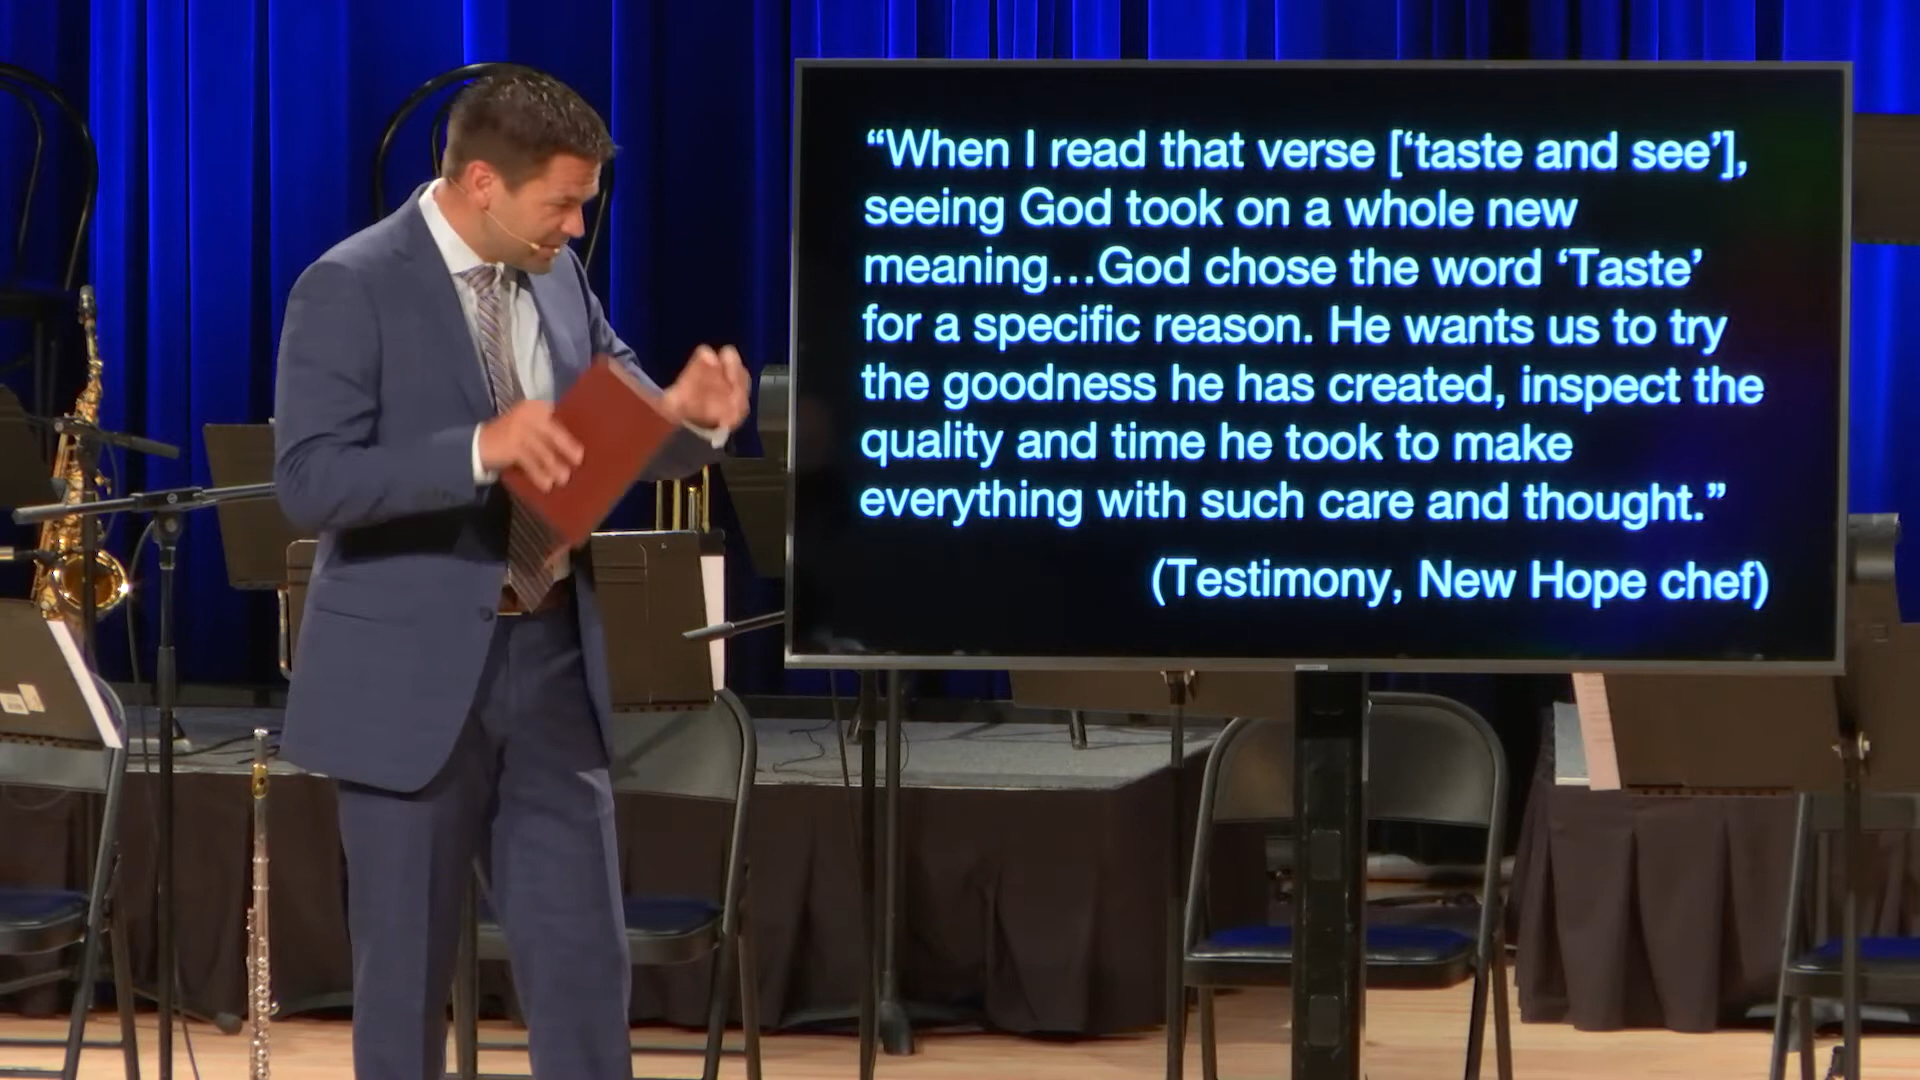 “When I read that verse [‘taste and see’],
seeing God took on a whole new
meaning…God chose the word ‘Taste’
for a specific reason. He wants us to try
the goodness he has created, inspect the
quality and time he took to make
everything with such care and thought.”
(Testimony, New Hope chef)